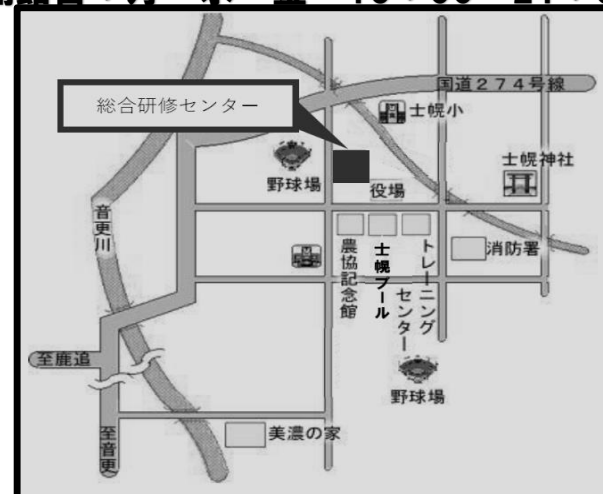 国道274号線
総合研修センター
士幌小
士幌神社
野球場
役場
音更川
農協記念館
士幌プール
トレーニングセンター
消防署
至鹿追
野球場
至音更
美濃の家